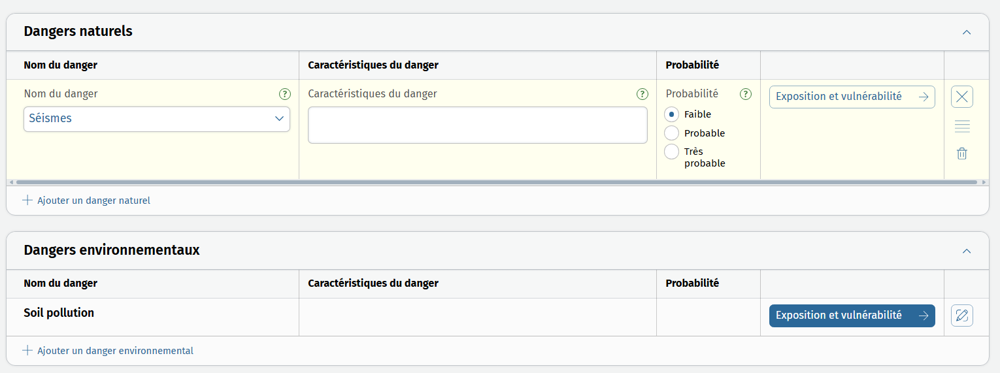 Dangers naturels
Nom du danger
Caractéristiques du danger
Probabilité
Nom du danger ?
Caractéristiques du danger ?
Probabilité ?
Exposition et vulnérabilité →
Séismes
Faible
Probable
Très
probable
+ Ajouter un danger naturel
Dangers environnementaux
Nom du danger
Caractéristiques du danger
Probabilité
Soil pollution
Exposition et vulnérabilité →
+ Ajouter un danger environnemental